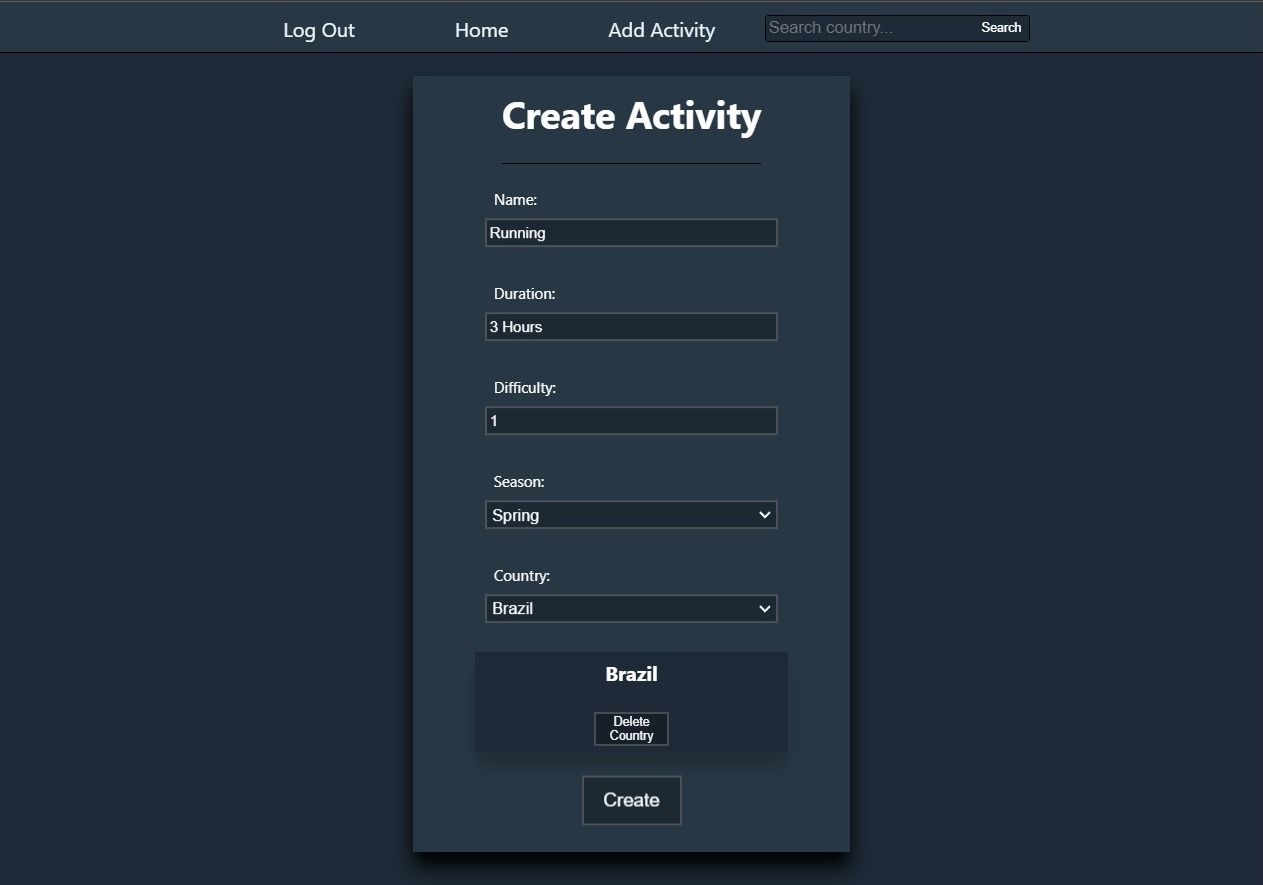 Log Out Home Add Activity Search country... Search
Create Activity
Name:
Running
Duration:
3 Hours
Difficulty:
1
Season:
Spring
Country:
Brazil
Brazil
Delete
Country
Create